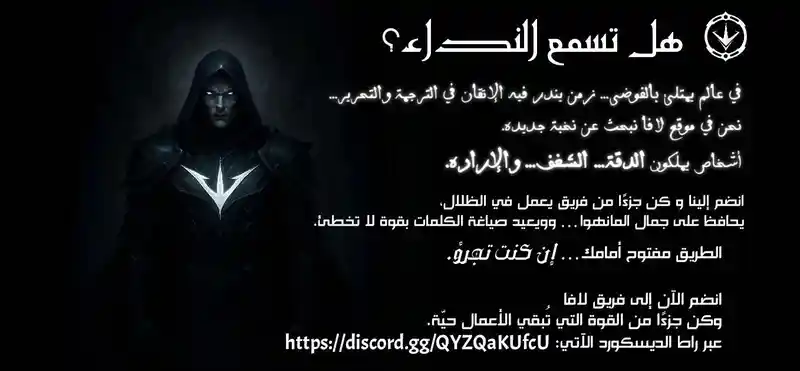 هل تسمع النداء؟
في عالم يمتلئ بالفوضى... زمن يندر فيه الإتقان في الترجمة والتحرير...
نحن في موقع لافا نبحث عن نخبة جديده.
أشخاص يملكون الدقة... الشغف... والإراده.
انضم إلينا و كن جزءًا من فريق يعمل في الظلال،
يحافظ على جمال المانهوا... وويعيد صياغة الكلمات بقوة لا تخطئ.
الطريق مفتوح أمامك... إن كنت تجرؤ.
انضم الآن إلى فريق لافا
وكن جزءًا من القوة التي تُبقي الأعمال حيّة.
عبر راط الديسكورد الآتي: https://discord.gg/QYZQaKUfcU